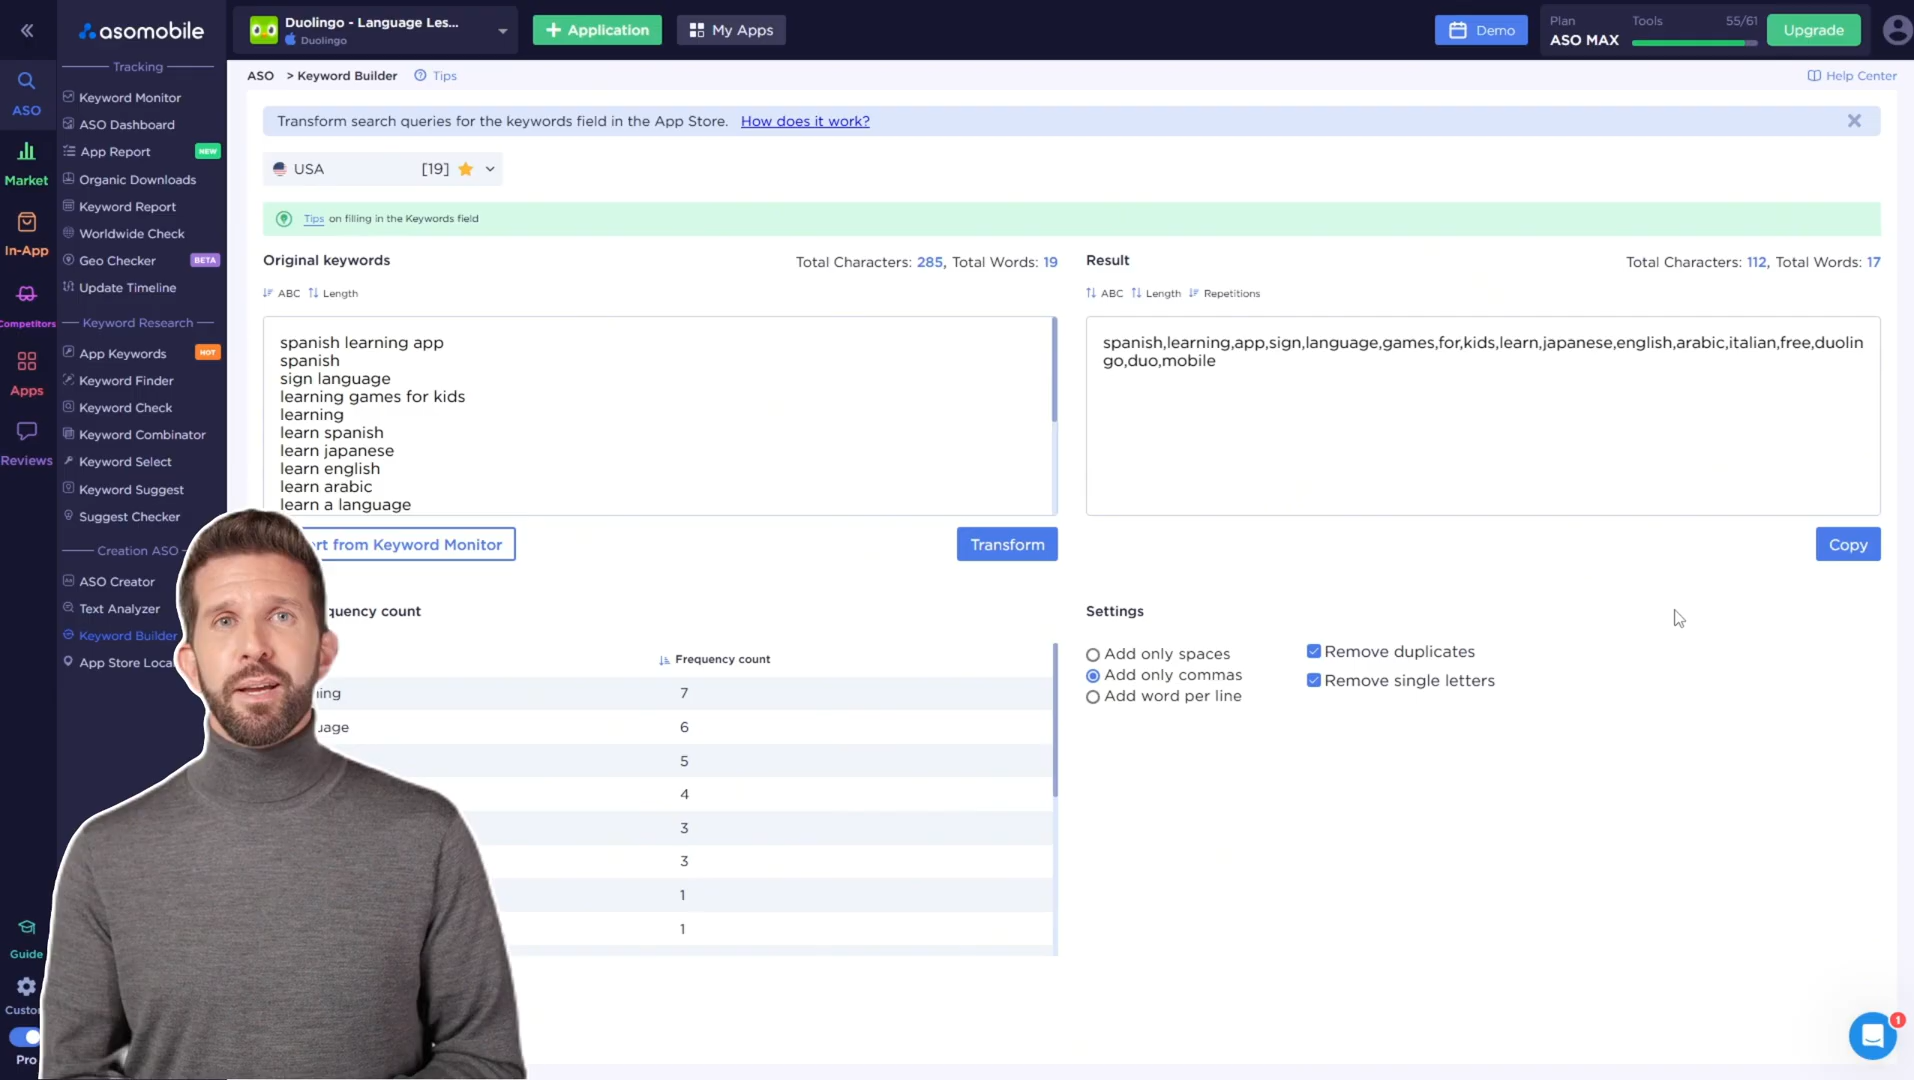 asomobile
Duolingo - Language Les...
Duolingo
Application
My Apps
Demo
Plan
ASO MAX
Tools
55/61
Upgrade
ASO
Market
In-App
Competitors
Apps
Reviews
Guide
Pro
Tracking
Keyword Monitor
ASO Dashboard
App Report
NEW
Organic Downloads
Keyword Report
Worldwide Check
Geo Checker
BETA
Update Timeline
Keyword Research
App Keywords
HOT
Keyword Finder
Keyword Check
Keyword Combinator
Keyword Select
Keyword Suggest
Suggest Checker
Creation ASO
ASO Creator
Text Analyzer
Keyword Builder
App Store Loca
ASO > Keyword Builder
Tips
Help Center
Transform search queries for the keywords field in the App Store. How does it work?
USA [19]
Tips on filling in the Keywords field
Original keywords
Total Characters: 285, Total Words: 19
ABC Length
spanish learning app
spanish
sign language
learning games for kids
learning
learn spanish
learn japanese
learn english
learn arabic
learn a language
rt from Keyword Monitor
Transform
Result
Total Characters: 112, Total Words: 17
ABC Length Repetitions
spanish,learning,app,sign,language,games,for,kids,learn,japanese,english,arabic,italian,free,duolin
go,duo,mobile
Copy
quency count
Frequency count
ning 7
uage 6
5
4
3
3
1
1
Settings
Add only spaces
Add only commas
Add word per line
Remove duplicates
Remove single letters
1